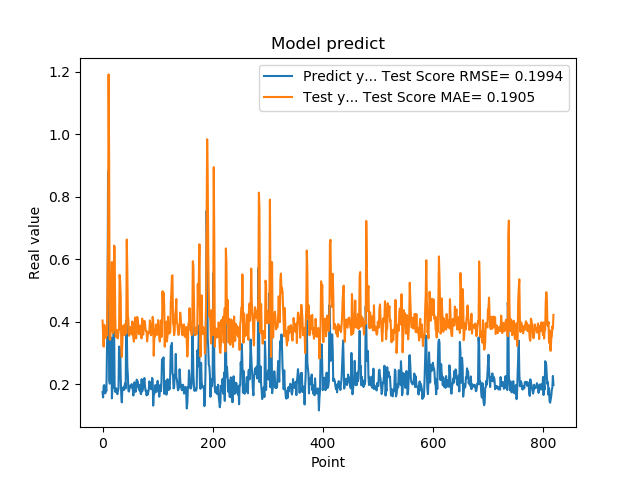 Model predict
Predict y... Test Score RMSE= 0.1994
Test y... Test Score MAE= 0.1905
1.2
1.0
0.8
0.6
0.4
0.2
Real value
0
200
400
600
800
Point